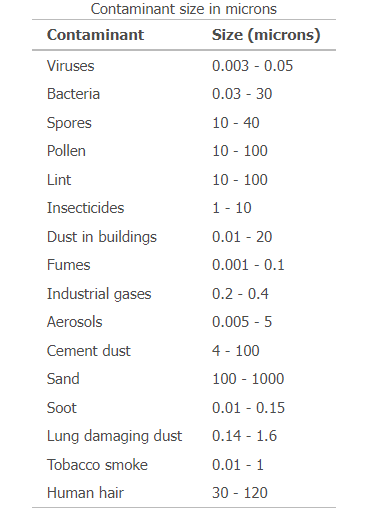 Contaminant size in microns
Contaminant Size (microns)
Viruses 0.003 - 0.05
Bacteria 0.03 - 30
Spores 10 - 40
Pollen 10 - 100
Lint 10 - 100
Insecticides 1 - 10
Dust in buildings 0.01 - 20
Fumes 0.001 - 0.1
Industrial gases 0.2 - 0.4
Aerosols 0.005 - 5
Cement dust 4 - 100
Sand 100 - 1000
Soot 0.01 - 0.15
Lung damaging dust 0.14 - 1.6
Tobacco smoke 0.01 - 1
Human hair 30 - 120